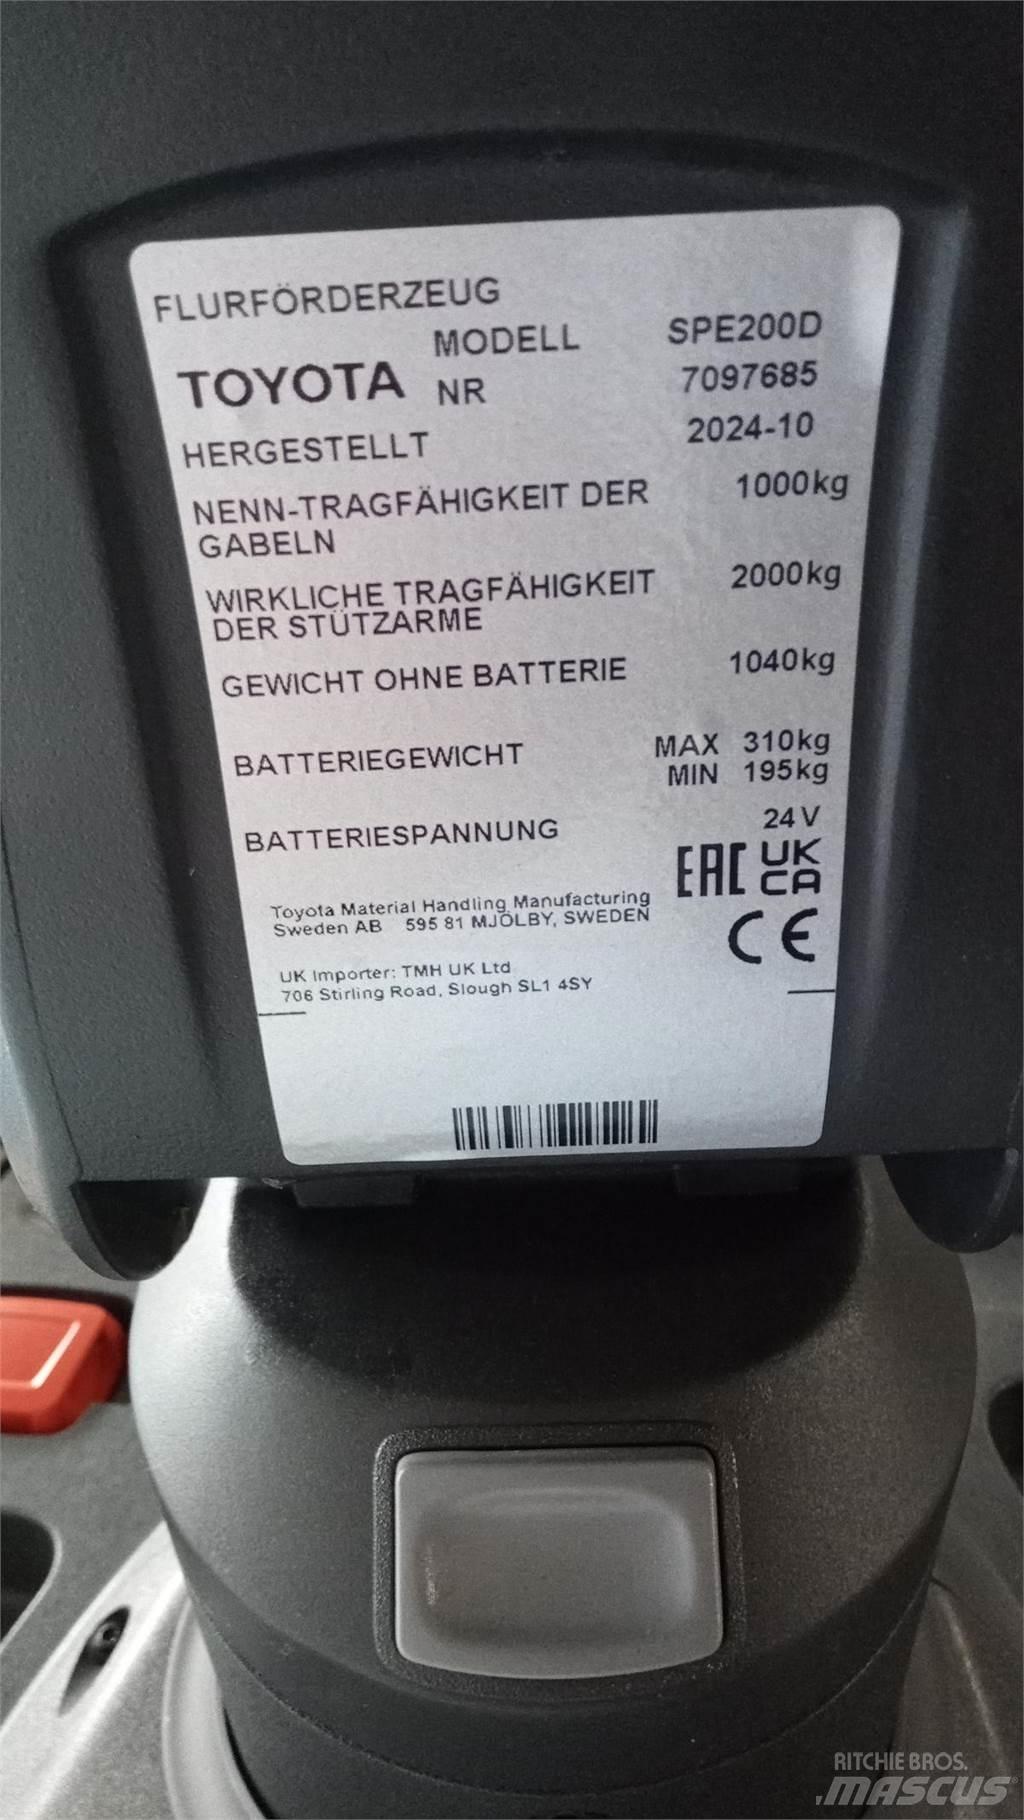 FLURFÖRDERZEUG
MODELL SPE200D
TOYOTA NR 7097685
HERGESTELLT 2024-10
NENN-TRAGFÄHIGKEIT DER 1000kg
GABELN
WIRKLICHE TRAGFÄHIGKEIT 2000kg
DER STÜTZARME
GEWICHT OHNE BATTERIE 1040kg
BATTERIEGEWICHT MAX 310kg
MIN 195kg
BATTERIESPANNUNG 24V
EAC UK
CA
Toyota Material Handling Manufacturing
Sweden AB 595 81 MJÖLBY, SWEDEN
CE
UK Importer: TMH UK Ltd
706 Stirling Road, Slough SL1 4SY
RITCHIE BROS.
MASCUS